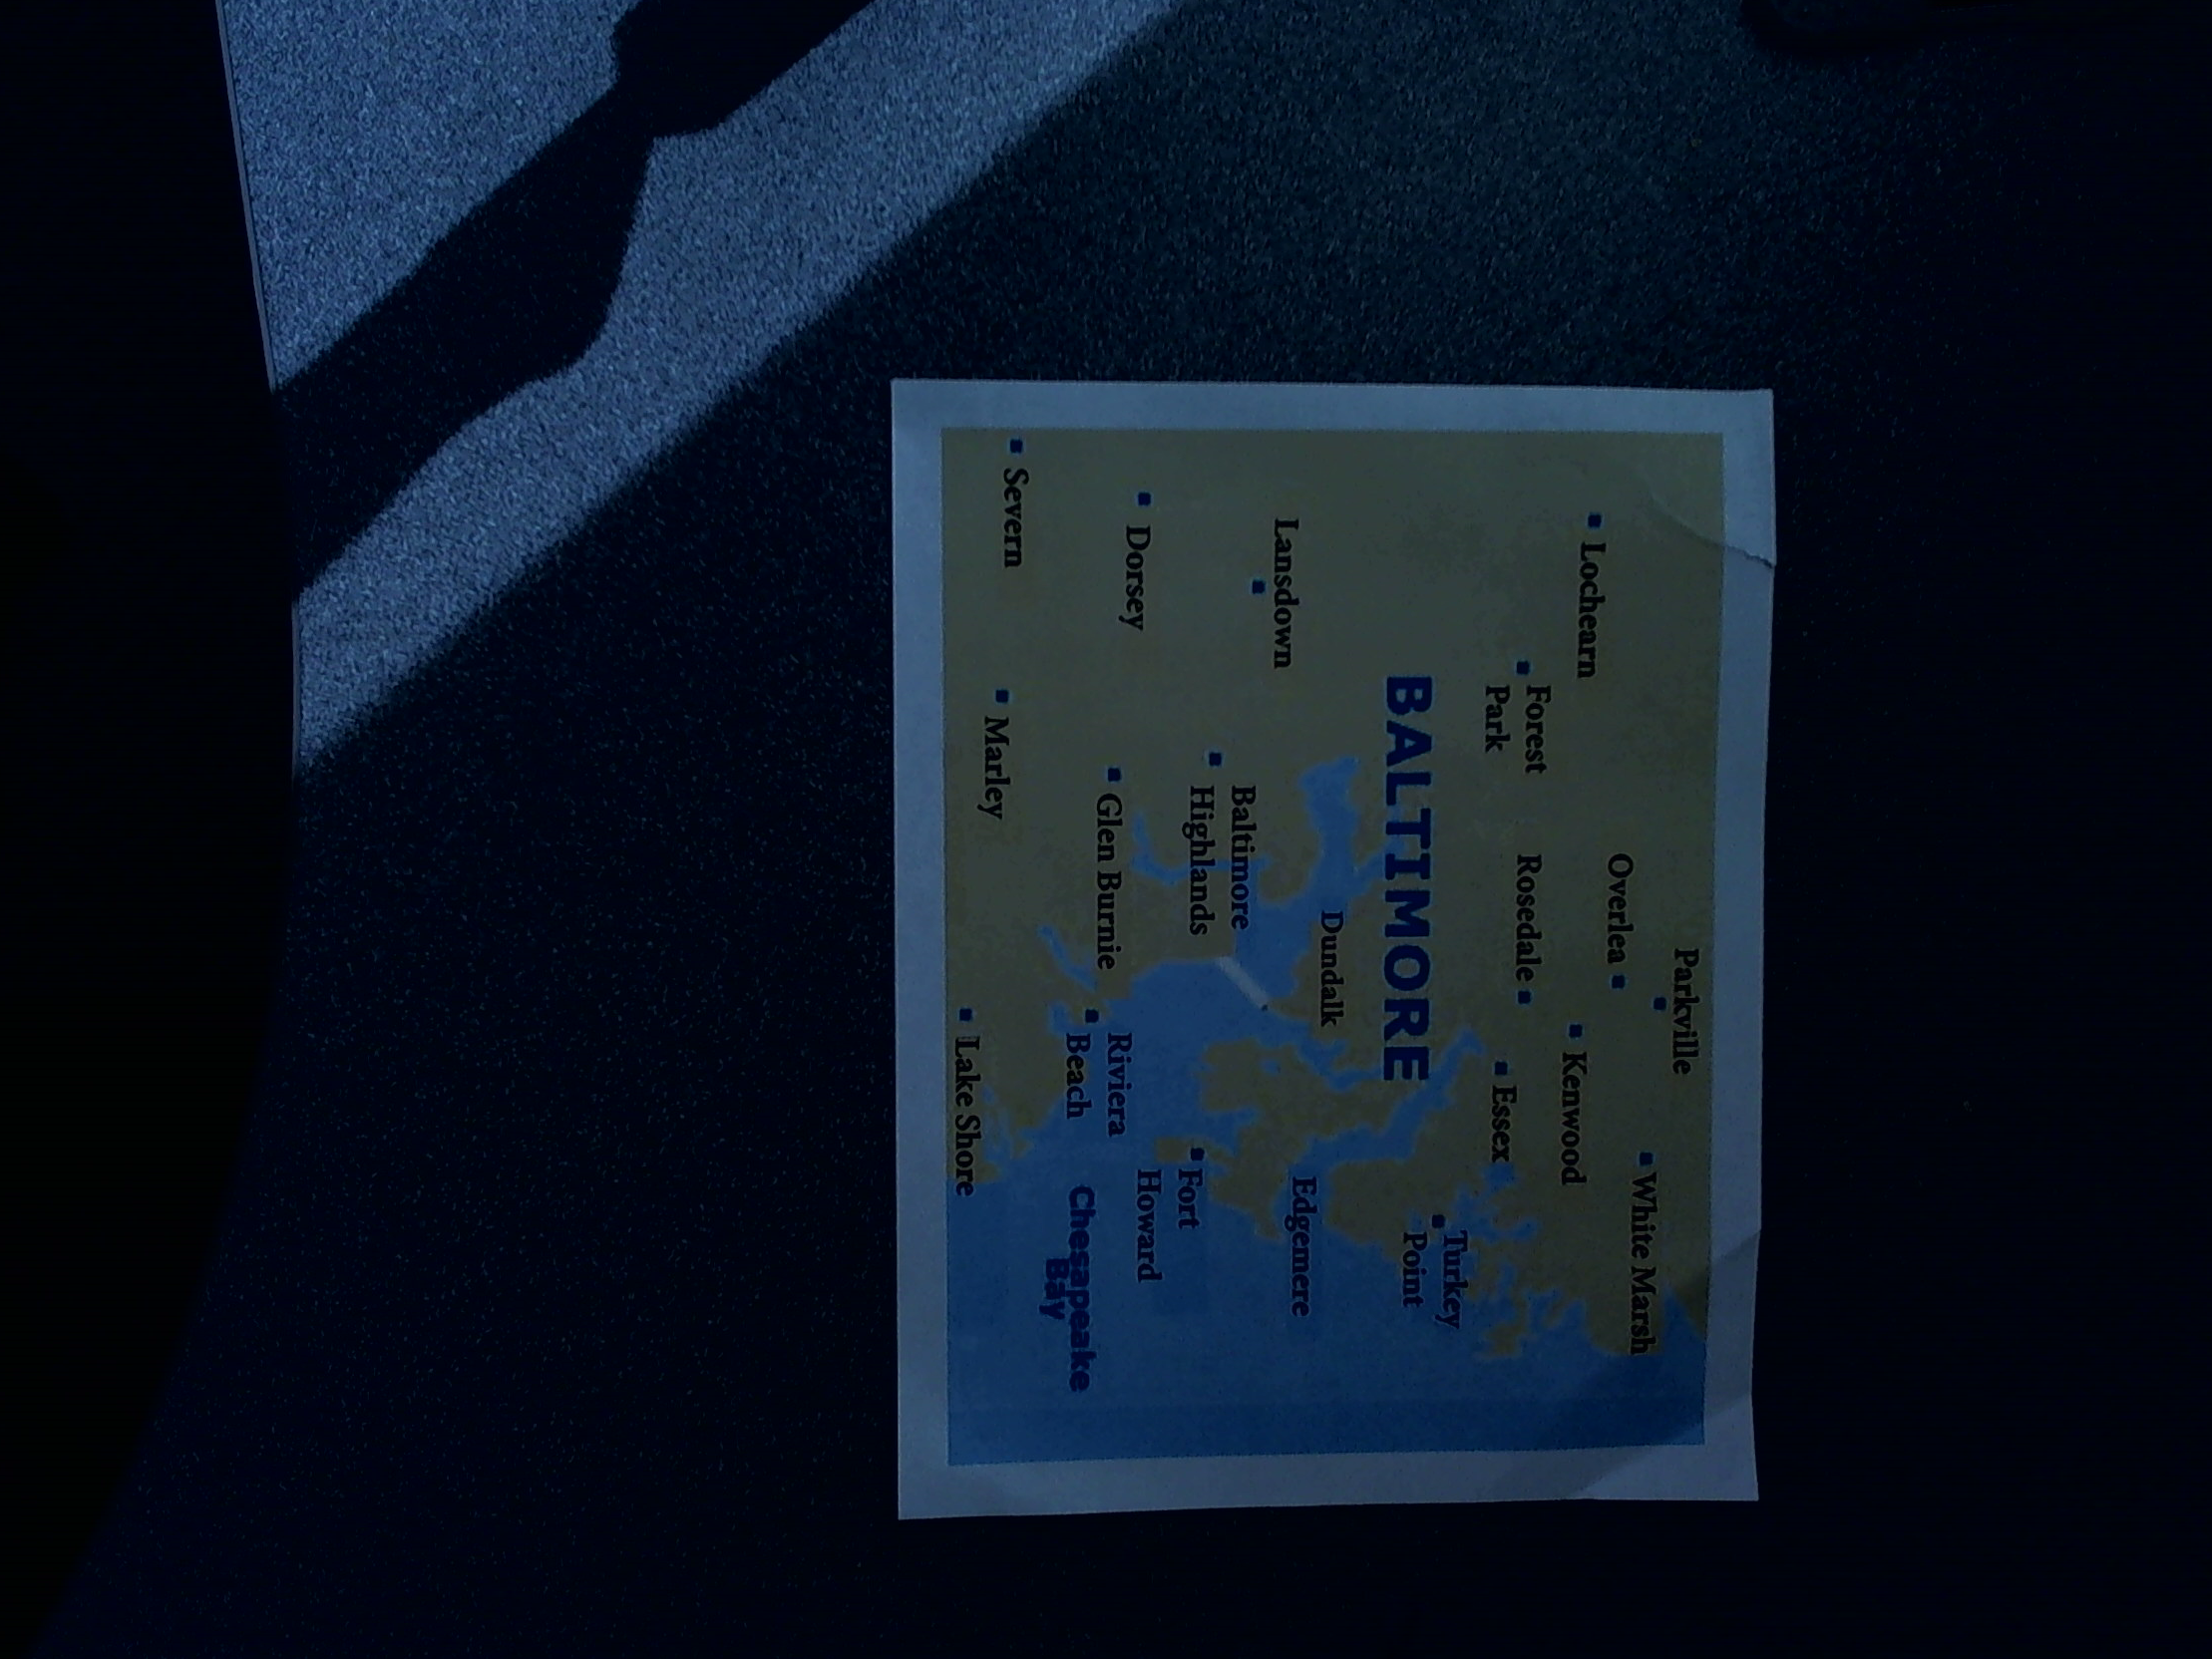 Parkville
Overlea
White Marsh
Lochearn
Kenwood
Forest
Park
Rosedale
Essex
Turkey
Point
BALTIMORE
Dundalk
Edgemere
Lansdown
Baltimore
Highlands
Fort
Howard
Dorsey
Glen Burnie
Riviera
Beach
Chesapeake
Bay
Severn
Marley
Lake Shore